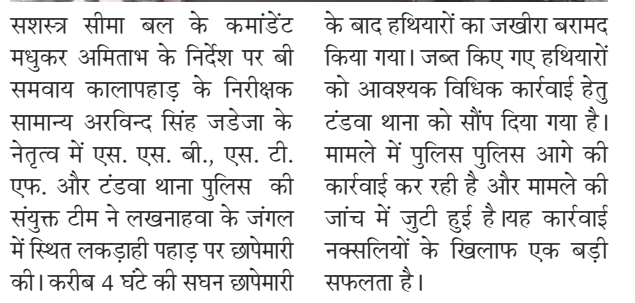 सशस्त्र सीमा बल के कमांडेंट
मधुकर अमिताभ के निर्देश पर बी
समवाय कालापहाड़ के निरीक्षक
सामान्य अरविन्द सिंह जडेजा के
नेतृत्व में एस. एस. बी., एस. टी.
एफ. और टंडवा थाना पुलिस की
संयुक्त टीम ने लखनाहवा के जंगल
में स्थित लकड़ाही पहाड़ पर छापेमारी
की। करीब 4 घंटे की सघन छापेमारी
के बाद हथियारों का जखीरा बरामद
किया गया। जब्त किए गए हथियारों
को आवश्यक विधिक कार्रवाई हेतु
टंडवा थाना को सौंप दिया गया है।
मामले में पुलिस पुलिस आगे की
कार्रवाई कर रही है और मामले की
जांच में जुटी हुई है।यह कार्रवाई
नक्सलियों के खिलाफ एक बड़ी
सफलता है।